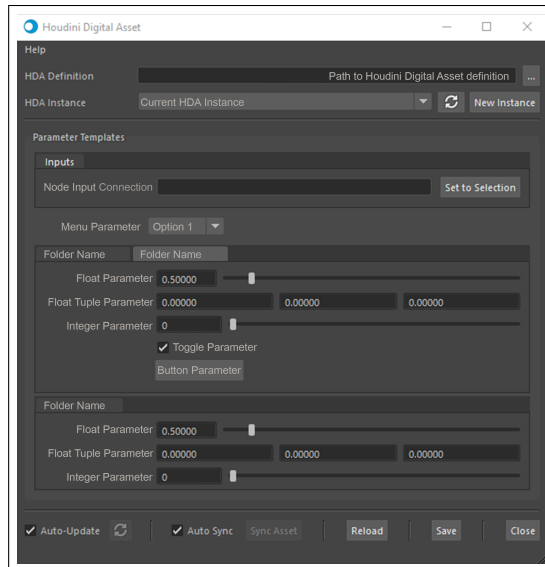 Houdini Digital Asset
Help
HDA Definition Path to Houdini Digital Asset definition ...
HDA Instance Current HDA Instance New Instance
Parameter Templates
Inputs
Node Input Connection Set to Selection
Menu Parameter Option 1
Folder Name Folder Name
Float Parameter 0.50000
Float Tuple Parameter 0.00000 0.00000 0.00000
Integer Parameter 0
Toggle Parameter
Button Parameter
Folder Name
Float Parameter 0.50000
Float Tuple Parameter 0.00000 0.00000 0.00000
Integer Parameter 0
Auto-Update Auto Sync Sync Asset Reload Save Close